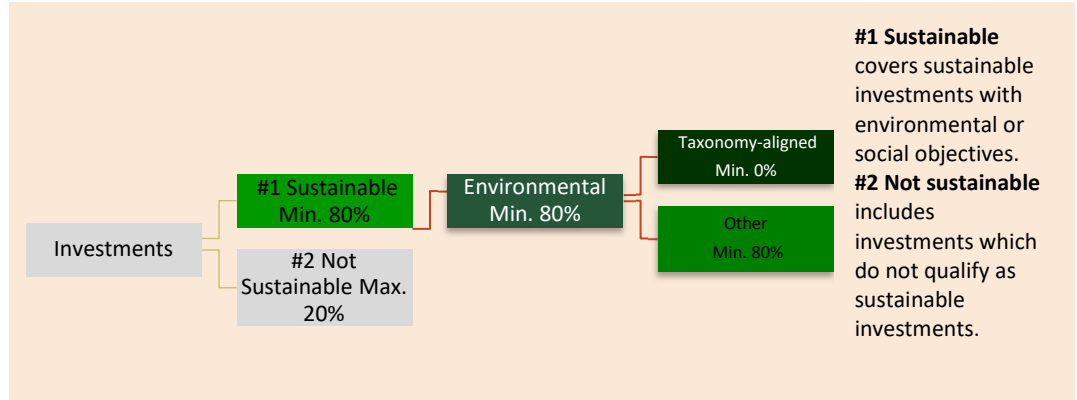 Investments
#1 Sustainable
Min. 80%
#2 Not
Sustainable Max.
20%
Environmental
Min. 80%
Taxonomy-aligned
Min. 0%
Other
Min. 80%
#1 Sustainable
covers sustainable
investments with
environmental or
social objectives.
#2 Not sustainable
includes
investments which
do not qualify as
sustainable
investments.